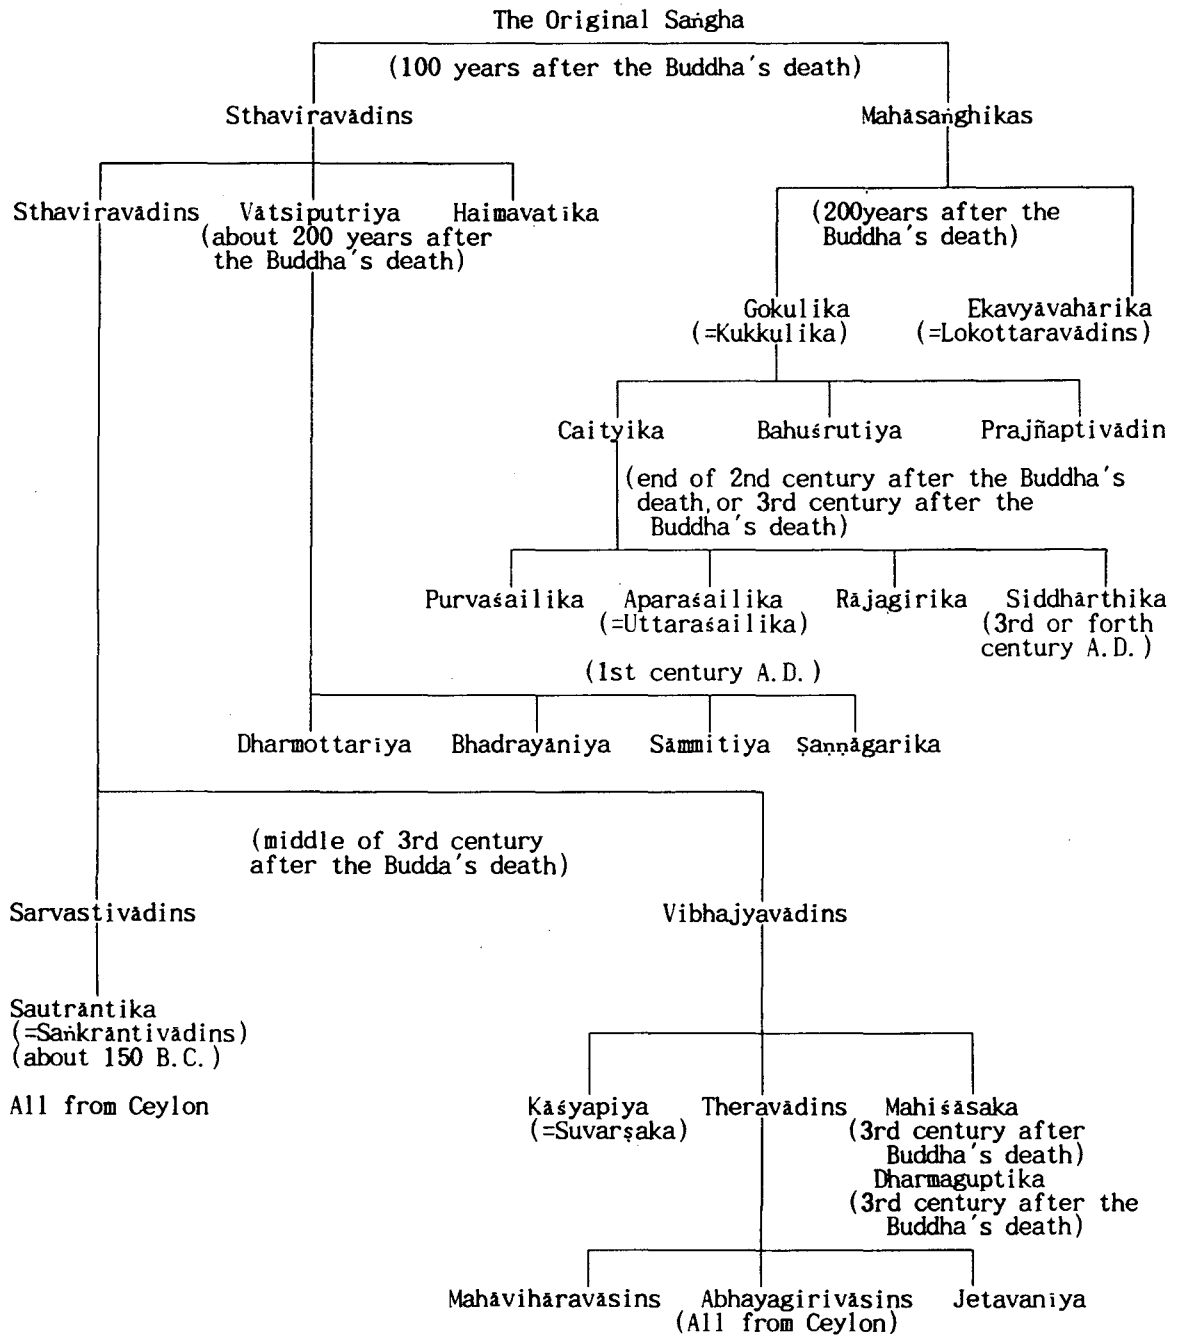 The Original Saṅgha
(100 years after the Buddha's death)
Sthaviravādins
Mahāsaṅghikas
Sthaviravādins Vātsiputriya Haimavatīka
(about 200 years after
the Buddha's death)
(200years after the
Buddha's death)
Gokulika Ekavyāvahārika
(=Kukkulika) (=Lokottaravādins)
Caityika Bahuśrutiya Prajñaptivādin
(end of 2nd century after the Buddha's
death,or 3rd century after the
Buddha's death)
Purvaśailika Aparaśailika Rājagirika Siddhārthika
(=Uttaraśailika) (3rd or forth
century A.D.)
(1st century A.D.)
Dharmottarīya Bhadrayāniya Sāmmitiya Ṣaṇṇāgarika
(middle of 3rd century
after the Budda's death)
Sarvastivādins Vibhajyavādins
Sautrāntika
(=Saṅkrāntivādins)
(about 150 B.C.)
All from Ceylon
Kāśyapiya Theravādins Mahiśāsaka
(=Suvarṣaka) (3rd century after
Buddha's death)
Dharmaguptika
(3rd century after the
Buddha's death)
Mahāvihāravāsins Abhayagirivāsins Jetavanīya
(All from Ceylon)